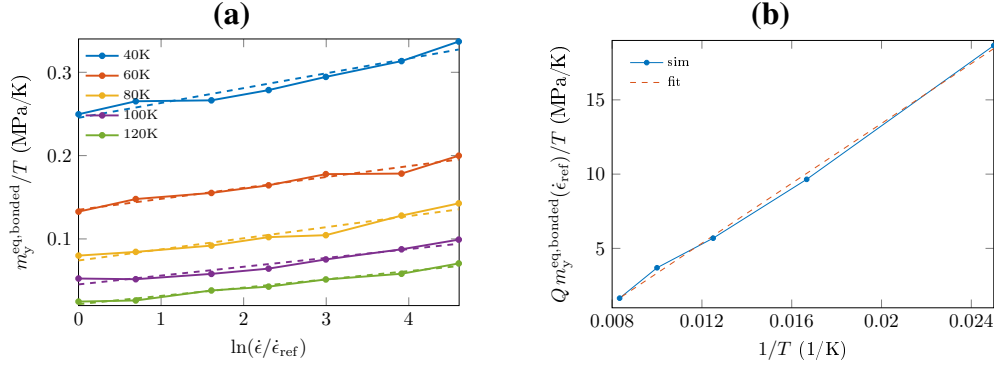 (a)
m_y^{eq,bonded}/T (MPa/K)
0.3
0.2
0.1
40K
60K
80K
100K
120K
0 1 2 3 4
ln(ϵ̇/ϵ̇_ref)
(b)
Q m_y^{eq,bonded}(ϵ̇_ref)/T (MPa/K)
15
10
5
sim
fit
0.008 0.012 0.016 0.02 0.024
1/T (1/K)